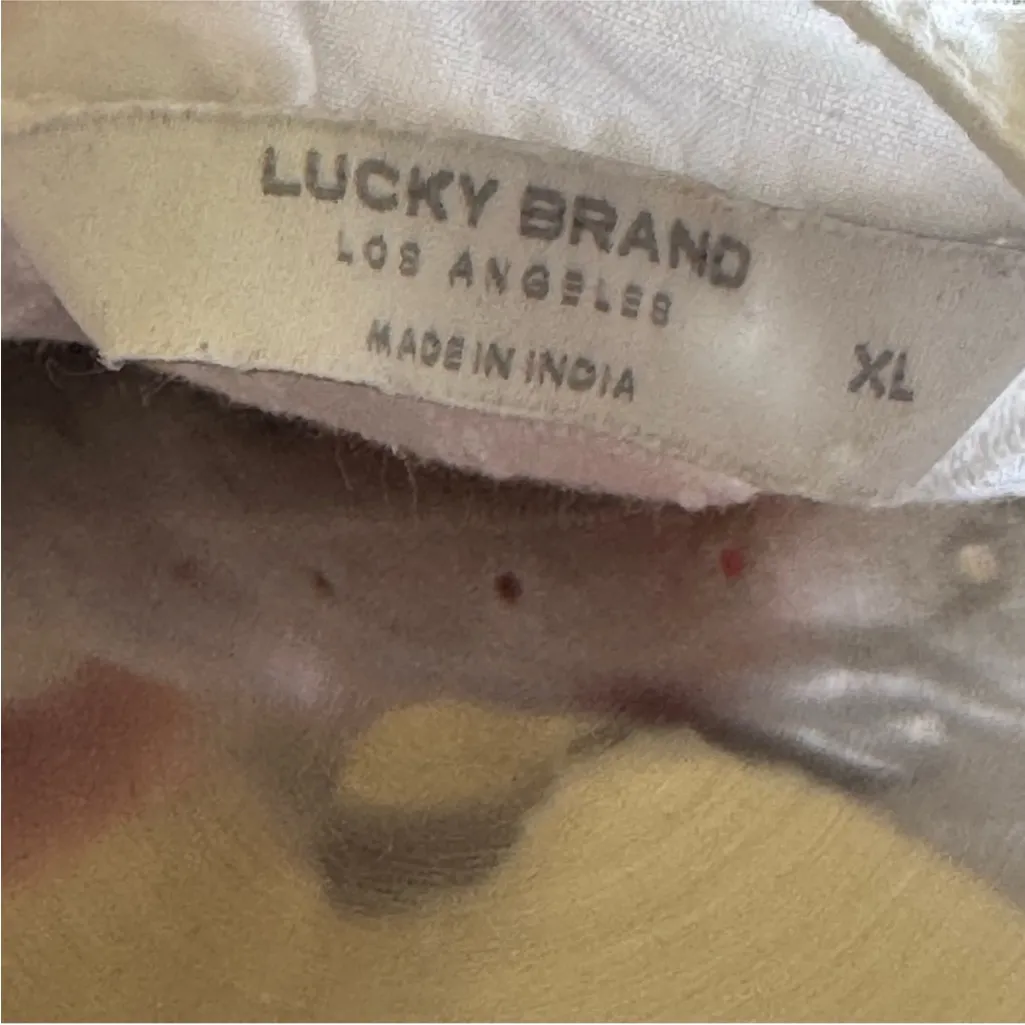 LUCKY BRAND
LOS ANGELES
MADE IN INDIA
XL